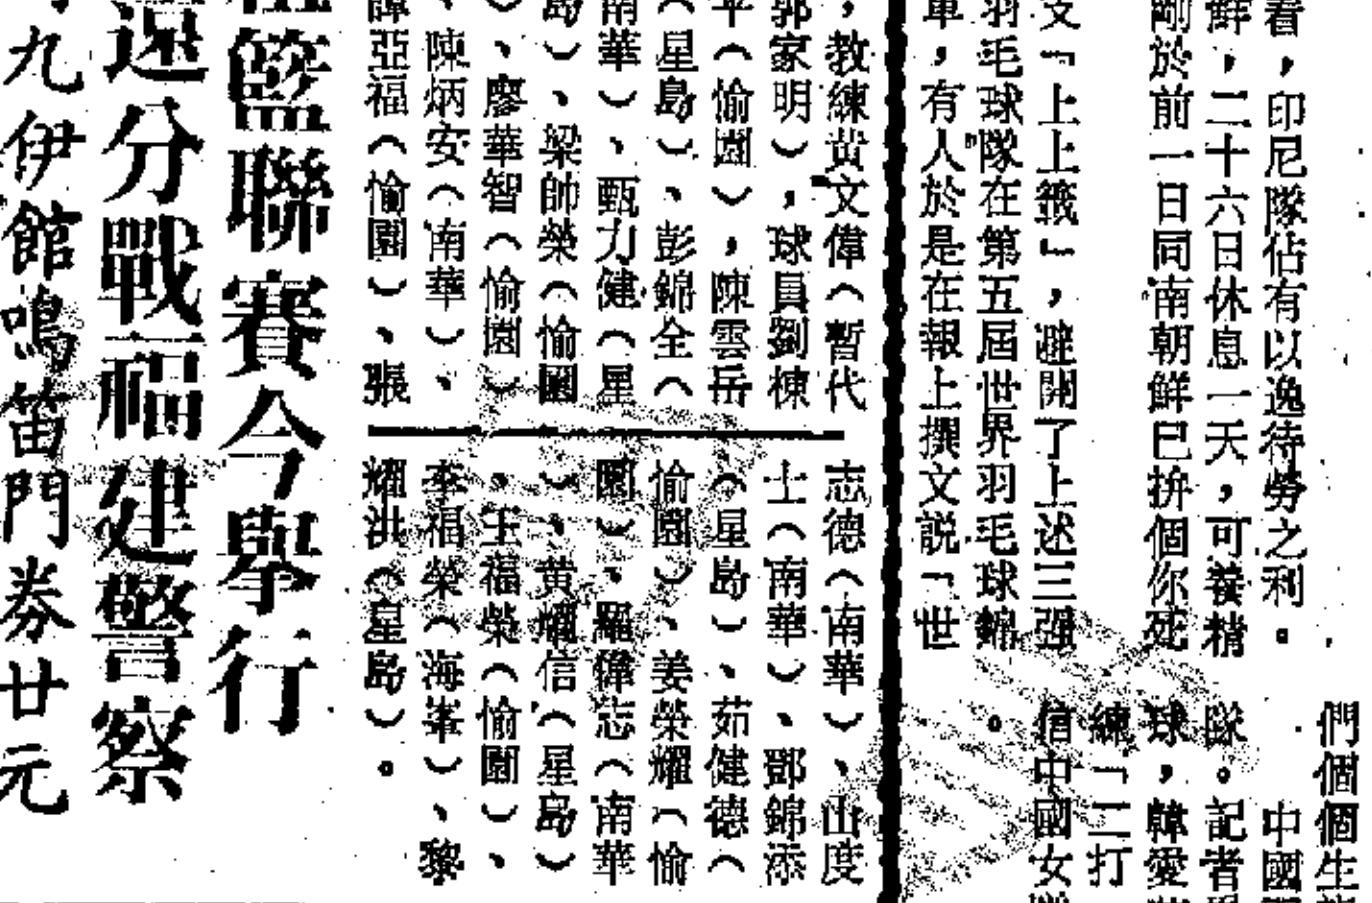 看，印尼隊佔有以逸待勞之利。
鮮，二十六日休息一天，可養精
剛於前一日同南朝鮮已拚個你死
文「上上籤」，避開了上述三强
羽毛球隊在第五屆世界羽毛球錦
軍，有人於是在報上撰文説「世
們個個生
中國
隊。記者
球，韓愛
練「二打
信中國女
。
，教練黄文偉（暫代
郭家明），球員劉棟
平（愉園），陳雲岳
（星島）、彭錦全（
南華）、甄力健（星
島）、梁帥榮（愉園
）、廖華智（愉園）
、陳炳安（南華）、
譚亞福（愉園）、張
志德（南華）、山度
士（南華）、鄧錦添
（星島）、茹健德（
愉園）、姜榮耀（愉
園）、羅偉志（南華
）、黄耀信（星島）
、王福榮（愉園）、
李福榮（海峯）、黎
耀洪（星島）。
籃聯賽今舉行
遠分戰福建警察
九伊館鳴笛門券廿元